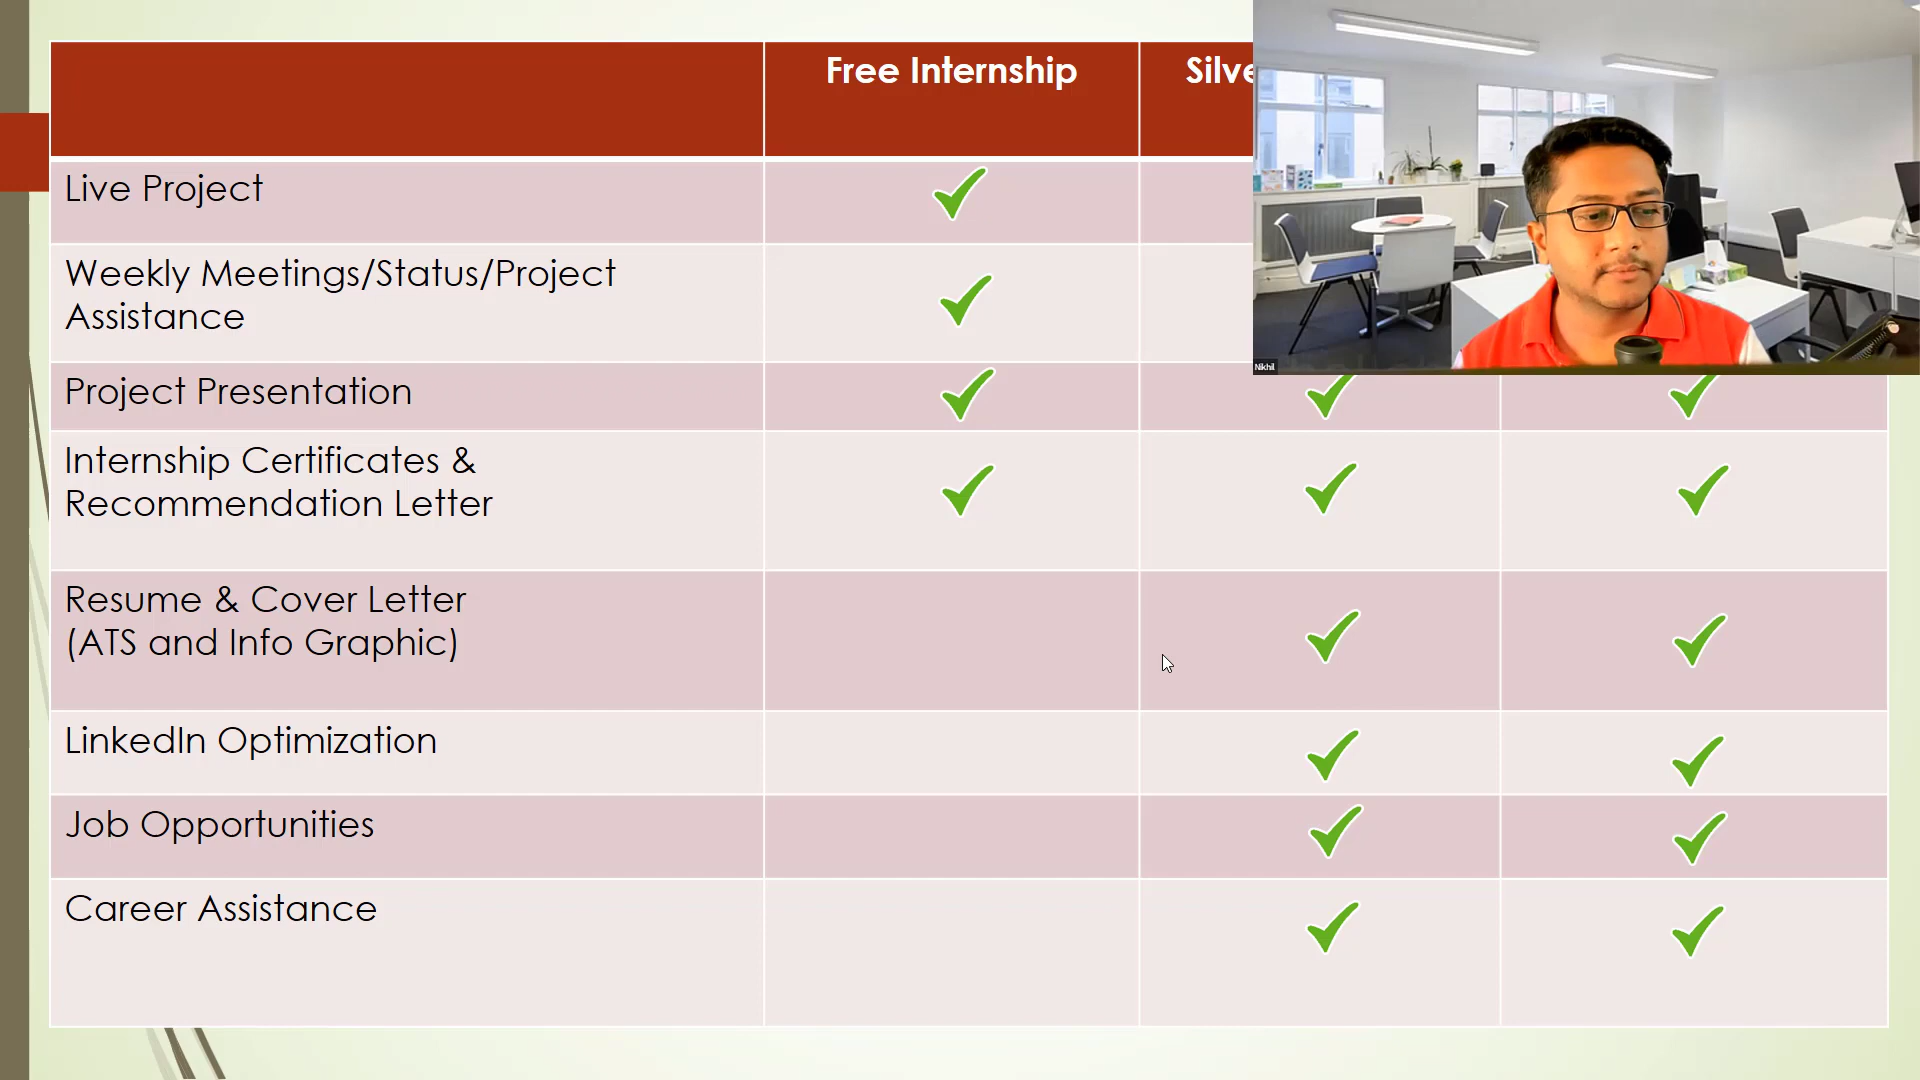 Free Internship
Live Project
Weekly Meetings/Status/Project
Assistance
Project Presentation
Internship Certificates &
Recommendation Letter
Resume & Cover Letter
(ATS and Info Graphic)
LinkedIn Optimization
Job Opportunities
Career Assistance
Nikhil